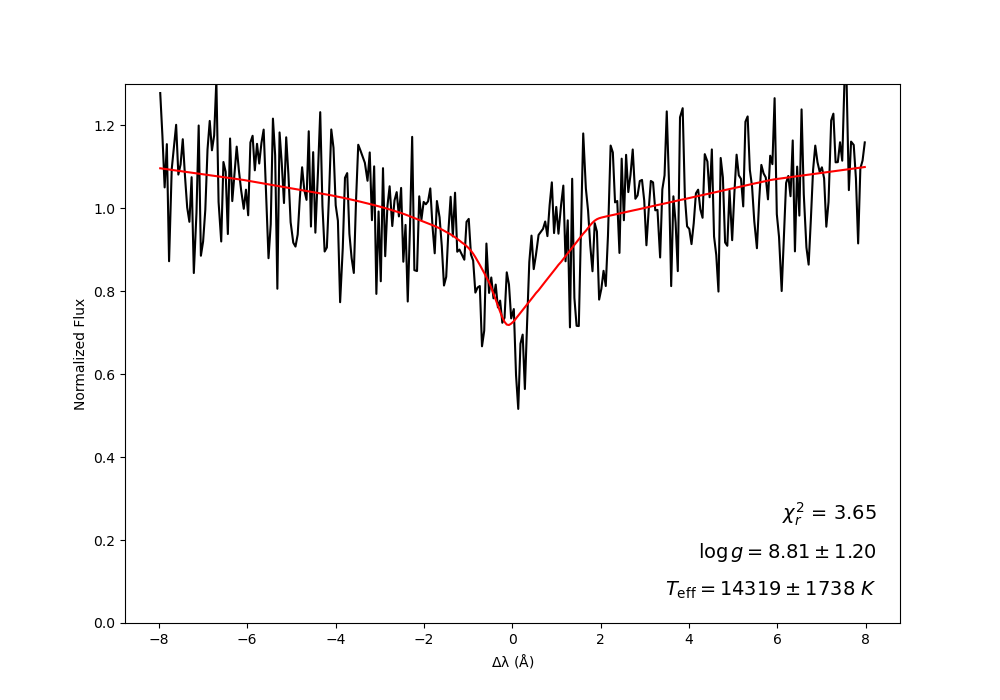 1.2
1.0
0.8
0.6
0.4
0.2
0.0
Normalized Flux
χ²ᵣ = 3.65
log g = 8.81 ± 1.20
T_eff = 14319 ± 1738 K
−8 −6 −4 −2 0 2 4 6 8
Δλ (Å)